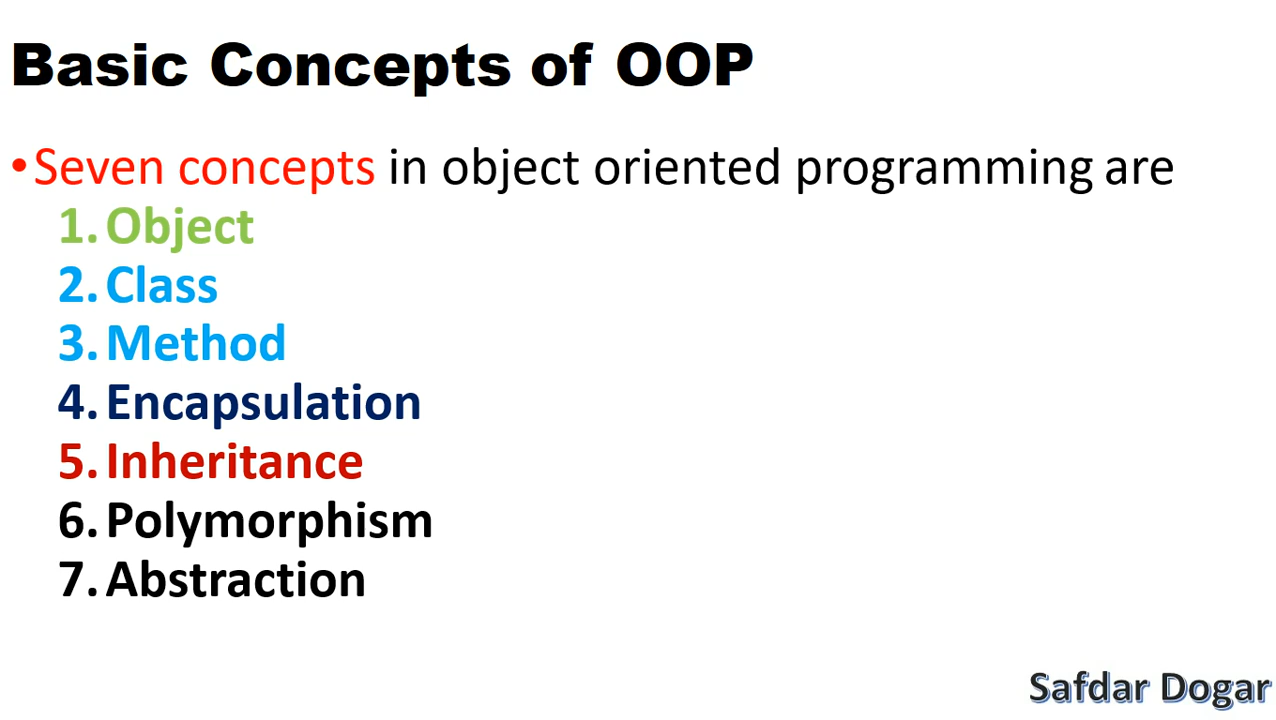 Basic Concepts of OOP
•Seven concepts in object oriented programming are
1. Object
2. Class
3. Method
4. Encapsulation
5. Inheritance
6. Polymorphism
7. Abstraction
Safdar Dogar